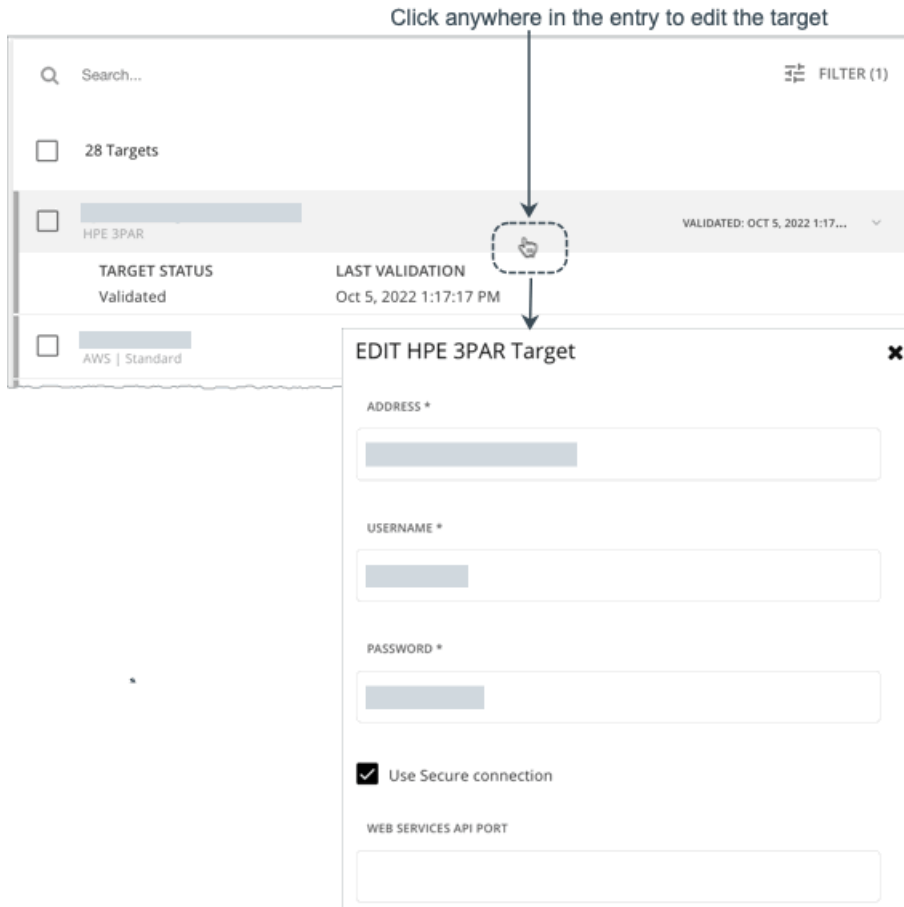 Click anywhere in the entry to edit the target
Search...
FILTER (1)
28 Targets
HPE 3PAR
VALIDATED: OCT 5, 2022 1:17...
TARGET STATUS
LAST VALIDATION
Validated
Oct 5, 2022 1:17:17 PM
AWS | Standard
EDIT HPE 3PAR Target
ADDRESS *
USERNAME *
PASSWORD *
Use Secure connection
WEB SERVICES API PORT